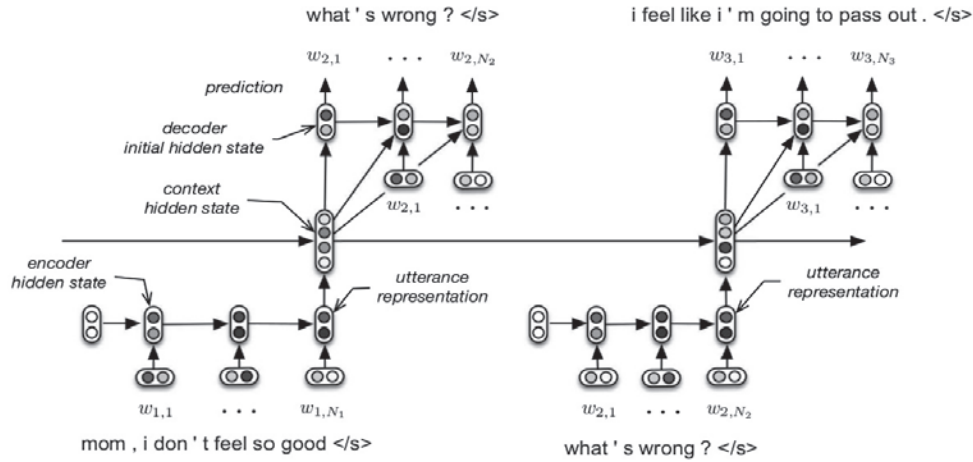 what ' s wrong ? </s>
i feel like i ' m going to pass out . </s>
w2,1 · · · w2,N2
w3,1 · · · w3,N3
prediction
decoder
initial hidden state
context
hidden state
w2,1 · · ·
w3,1 · · ·
encoder
hidden state
utterance
representation
utterance
representation
w1,1 · · · w1,N1
w2,1 · · · w2,N2
mom , i don ' t feel so good </s>
what ' s wrong ? </s>